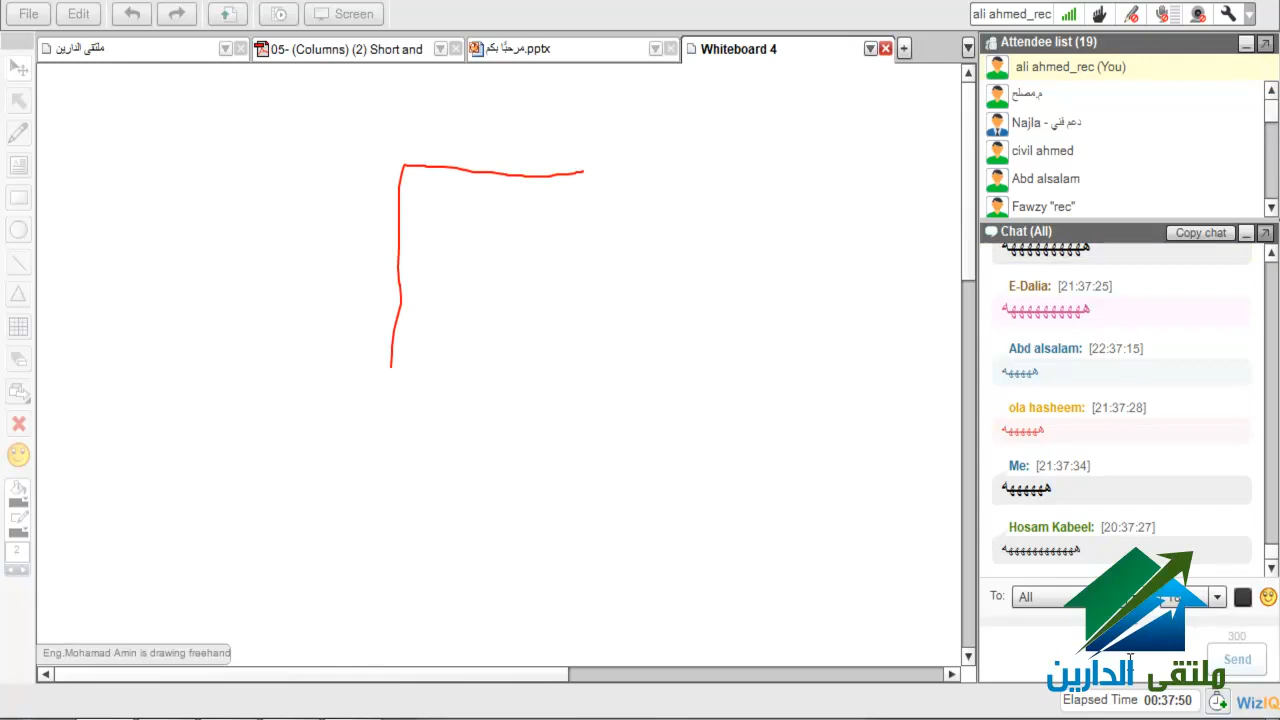 File Edit Screen ali ahmed_rec
ملتقى الدارين 05- (Columns) (2) Short and مرحبًا بكم.pptx Whiteboard 4
Attendee list (19)
ali ahmed_rec (You)
م.مصلح
Najla - دعم فني
civil ahmed
Abd alsalam
Fawzy "rec"
Chat (All) Copy chat
E-Dalia: [21:37:25]
Abd alsalam: [22:37:15]
هههههه
ola hasheem: [21:37:28]
ههههههه
Me: [21:37:34]
ههههههه
Hosam Kabeel: [20:37:27]
To: All
300
Send
2
Eng.Mohamad Amin is drawing freehand
ملتقى الدارين
Elapsed Time 00:37:50 WizIQ